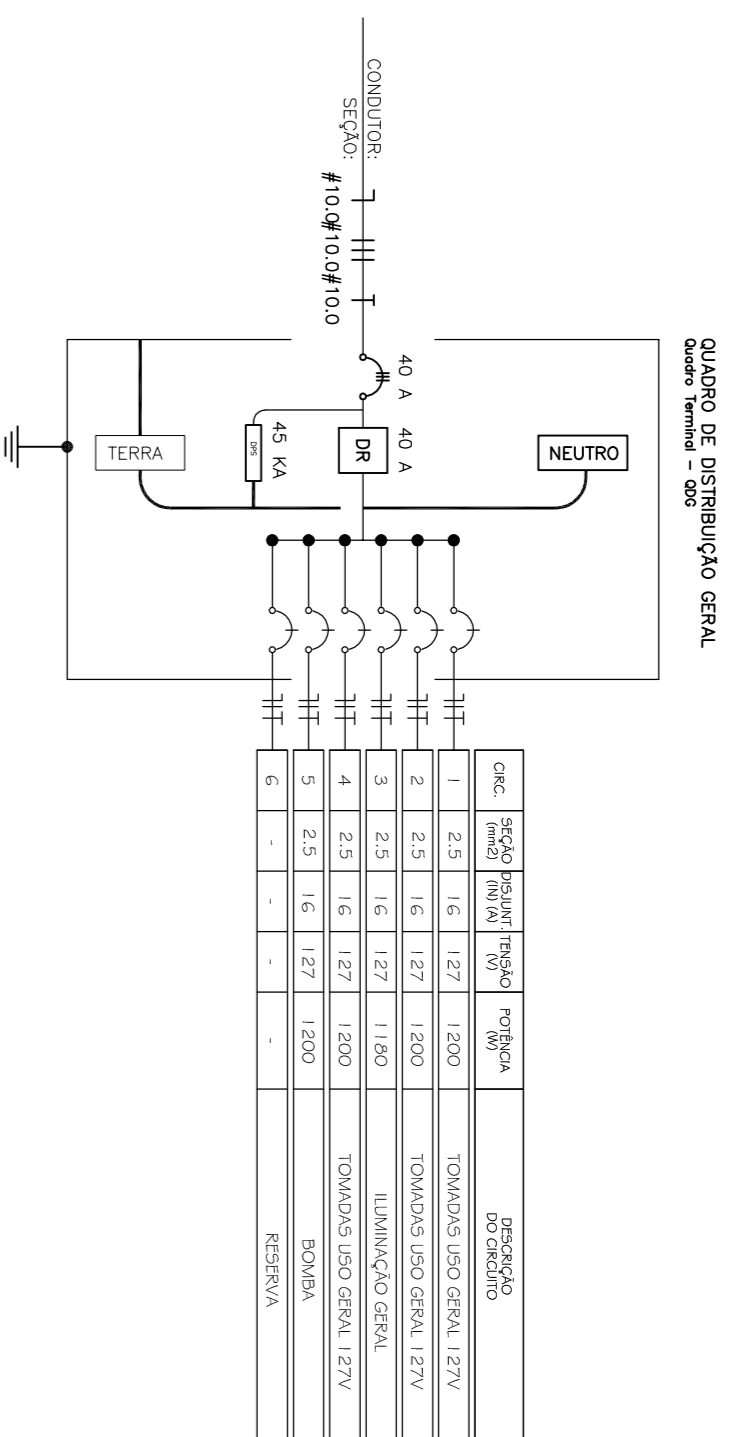 QUADRO DE DISTRIBUIÇÃO GERAL
Quadro Terminal - QDG
CONDUTOR:
SEÇÃO:
#10.0#10.0#10.0
40 A
40 A
DR
NEUTRO
45 KA
DPS
TERRA
CIRC. SEÇÃO (mm2) DISJUNT. (IN) (A) TENSÃO (V) POTÊNCIA (W) DESCRIÇÃO DO CIRCUITO
1 2.5 16 127 1200 TOMADAS USO GERAL 127V
2 2.5 16 127 1200 TOMADAS USO GERAL 127V
3 2.5 16 127 1180 ILUMINAÇÃO GERAL
4 2.5 16 127 1200 TOMADAS USO GERAL 127V
5 2.5 16 127 1200 BOMBA
6 - - - - RESERVA